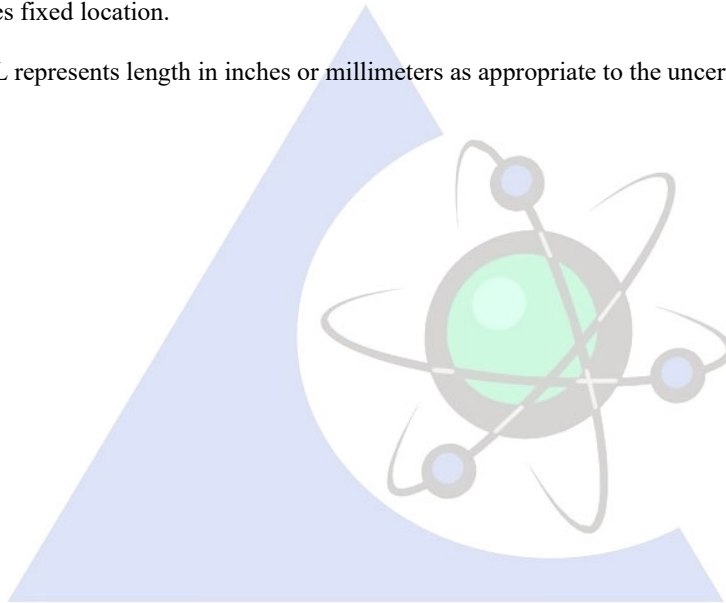 es fixed location.
L represents length in inches or millimeters as appropriate to the uncer